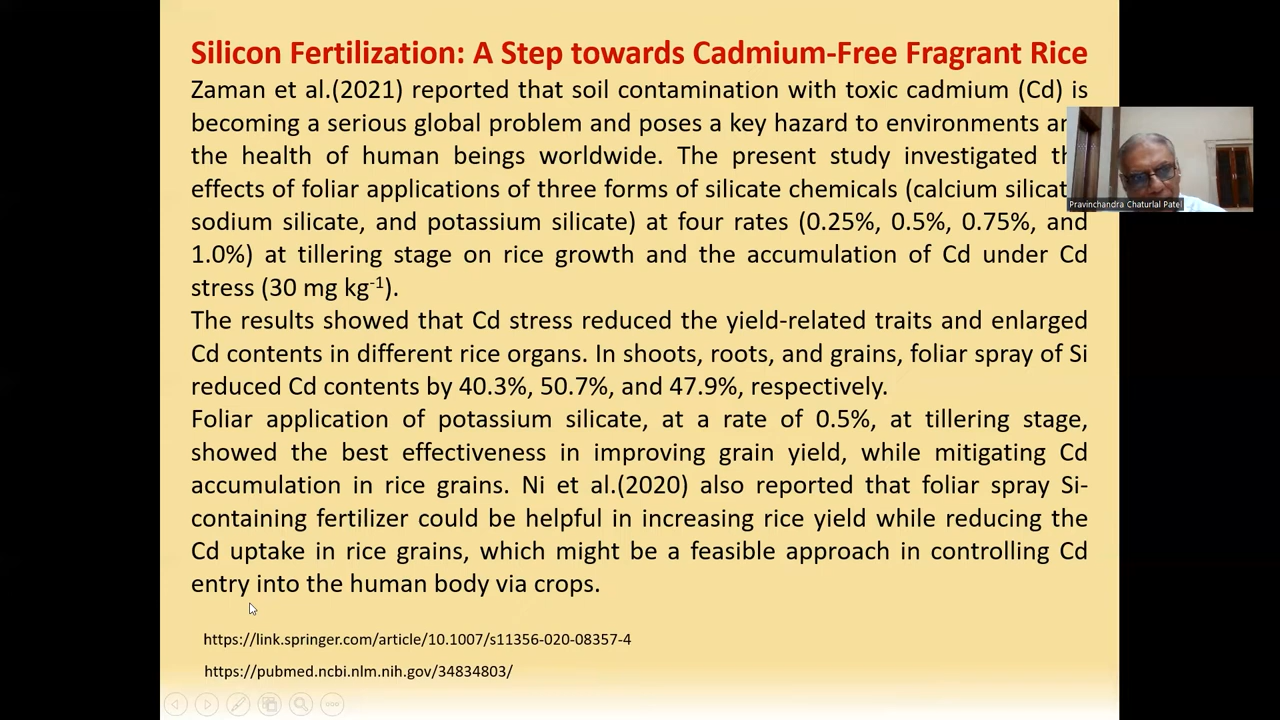 Silicon Fertilization: A Step towards Cadmium-Free Fragrant Rice
Zaman et al.(2021) reported that soil contamination with toxic cadmium (Cd) is
becoming a serious global problem and poses a key hazard to environments an
the health of human beings worldwide. The present study investigated th
effects of foliar applications of three forms of silicate chemicals (calcium silicat
sodium silicate, and potassium silicate) at four rates (0.25%, 0.5%, 0.75%, and
1.0%) at tillering stage on rice growth and the accumulation of Cd under Cd
stress (30 mg kg⁻¹).
The results showed that Cd stress reduced the yield-related traits and enlarged
Cd contents in different rice organs. In shoots, roots, and grains, foliar spray of Si
reduced Cd contents by 40.3%, 50.7%, and 47.9%, respectively.
Foliar application of potassium silicate, at a rate of 0.5%, at tillering stage,
showed the best effectiveness in improving grain yield, while mitigating Cd
accumulation in rice grains. Ni et al.(2020) also reported that foliar spray Si-
containing fertilizer could be helpful in increasing rice yield while reducing the
Cd uptake in rice grains, which might be a feasible approach in controlling Cd
entry into the human body via crops.
https://link.springer.com/article/10.1007/s11356-020-08357-4
https://pubmed.ncbi.nlm.nih.gov/34834803/
Pravinchandra Chaturlal Patel